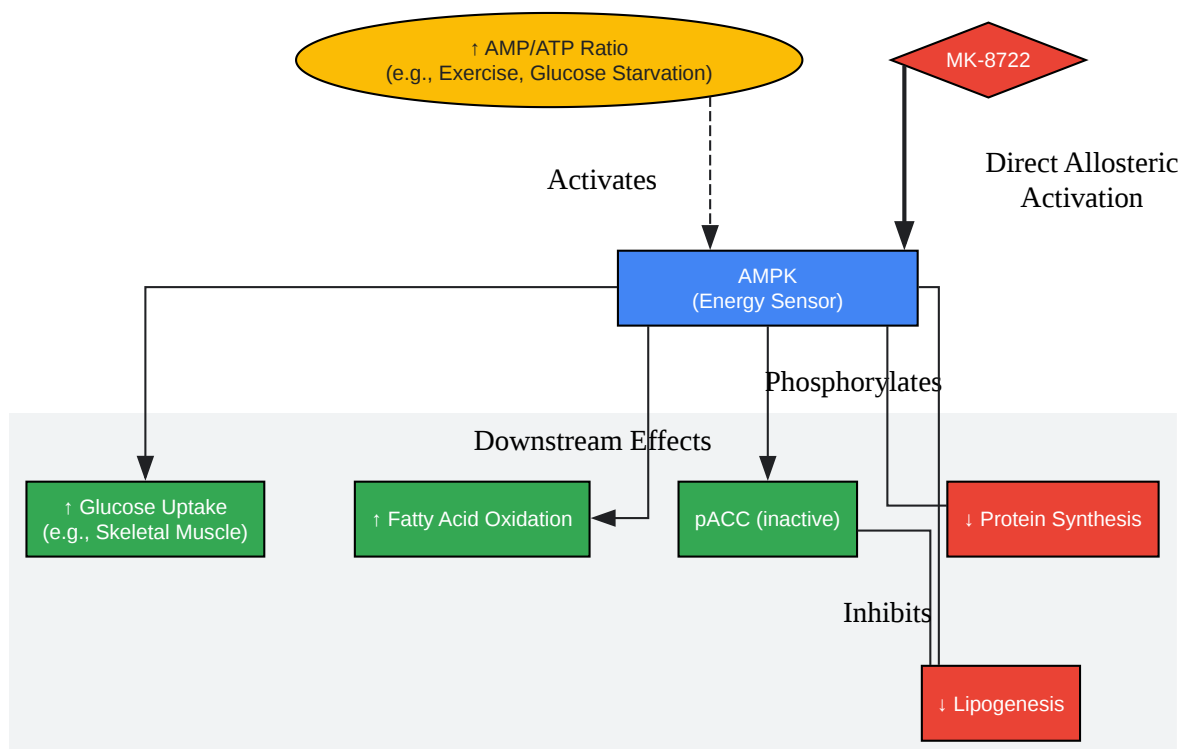 ↑ AMP/ATP Ratio
(e.g., Exercise, Glucose Starvation)
MK-8722
Activates
Direct Allosteric
Activation
AMPK
(Energy Sensor)
Phosphorylates
Downstream Effects
↑ Glucose Uptake
(e.g., Skeletal Muscle)
↑ Fatty Acid Oxidation
pACC (inactive)
↓ Protein Synthesis
Inhibits
↓ Lipogenesis